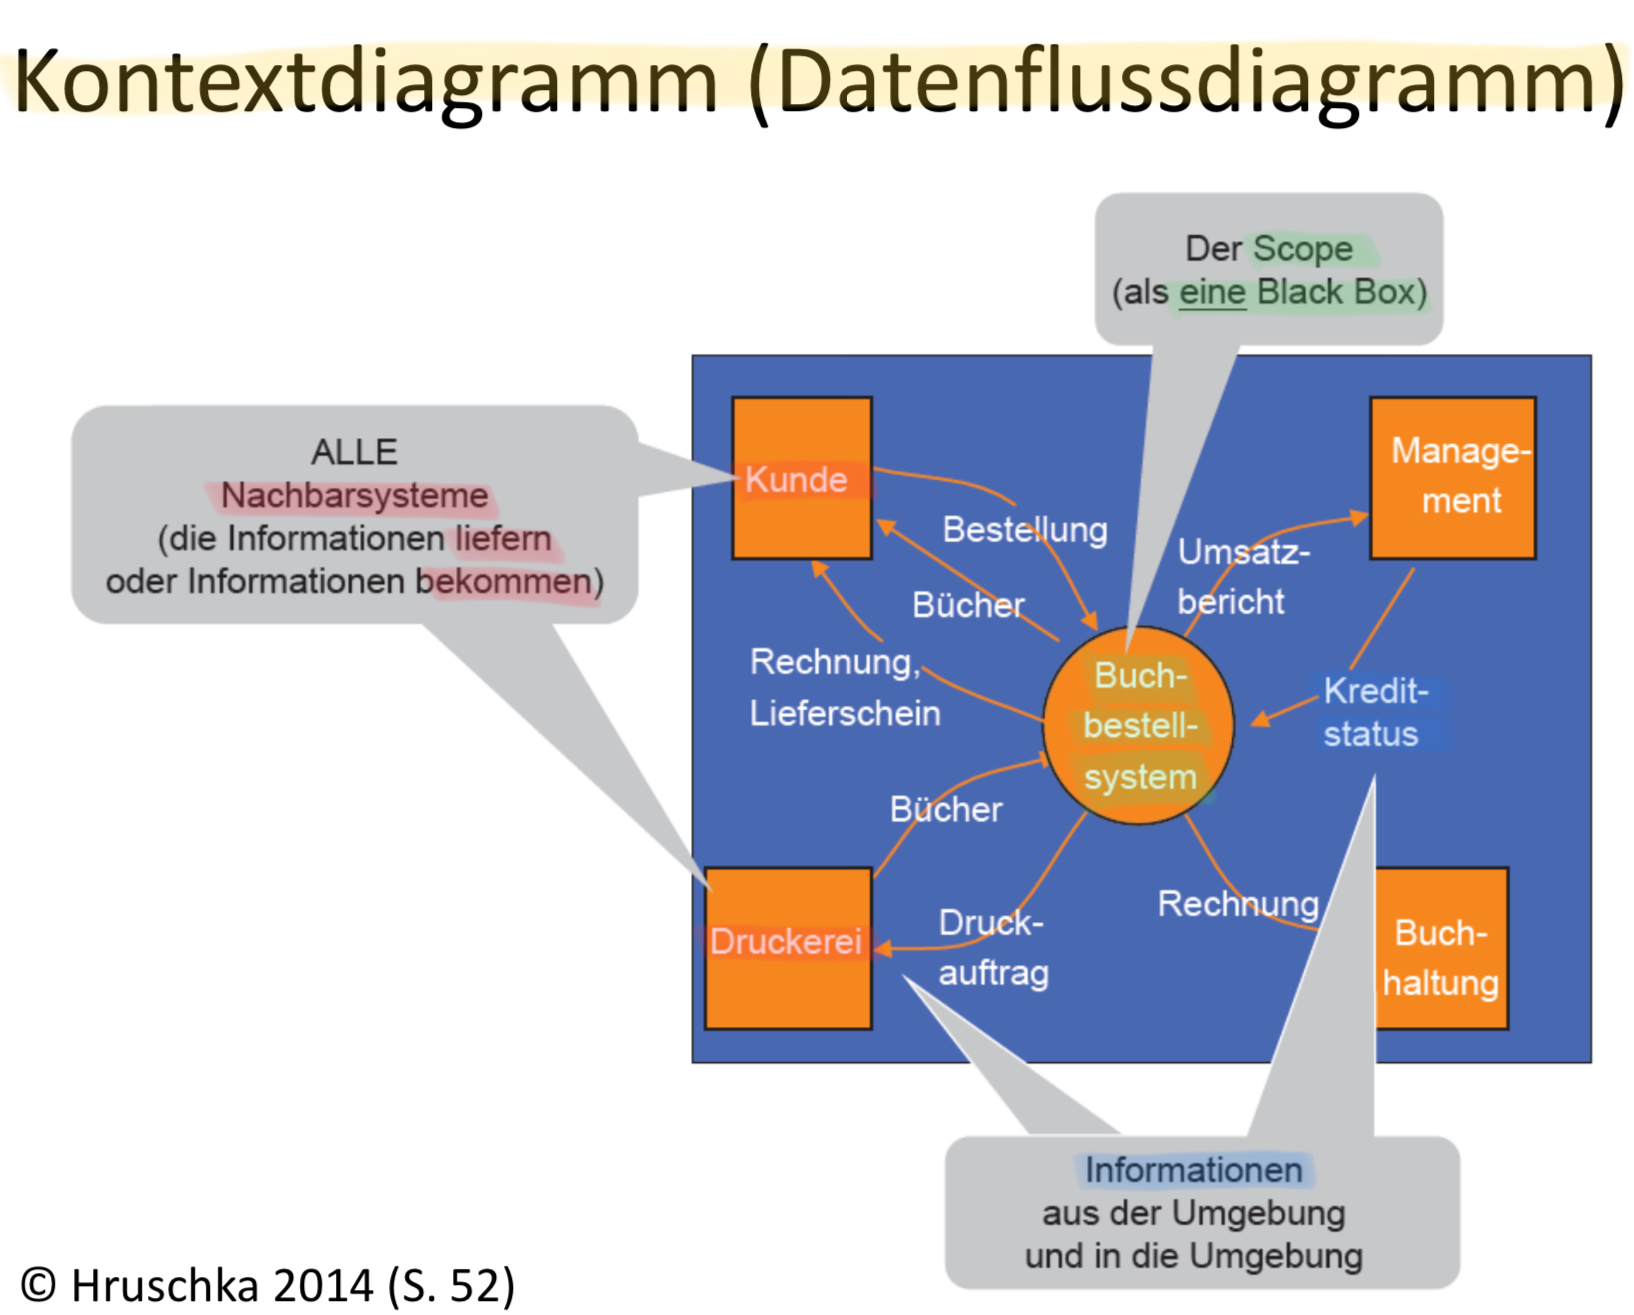 Kontextdiagramm (Datenflussdiagramm)
Der Scope
(als eine Black Box)
ALLE
Nachbarsysteme
(die Informationen liefern
oder Informationen bekommen)
Kunde
Manage-
ment
Bestellung
Umsatz-
bericht
Bücher
Rechnung,
Lieferschein
Buch-
bestell-
system
Kredit-
status
Bücher
Druckerei
Druck-
auftrag
Rechnung
Buch-
haltung
Informationen
aus der Umgebung
und in die Umgebung
© Hruschka 2014 (S. 52)